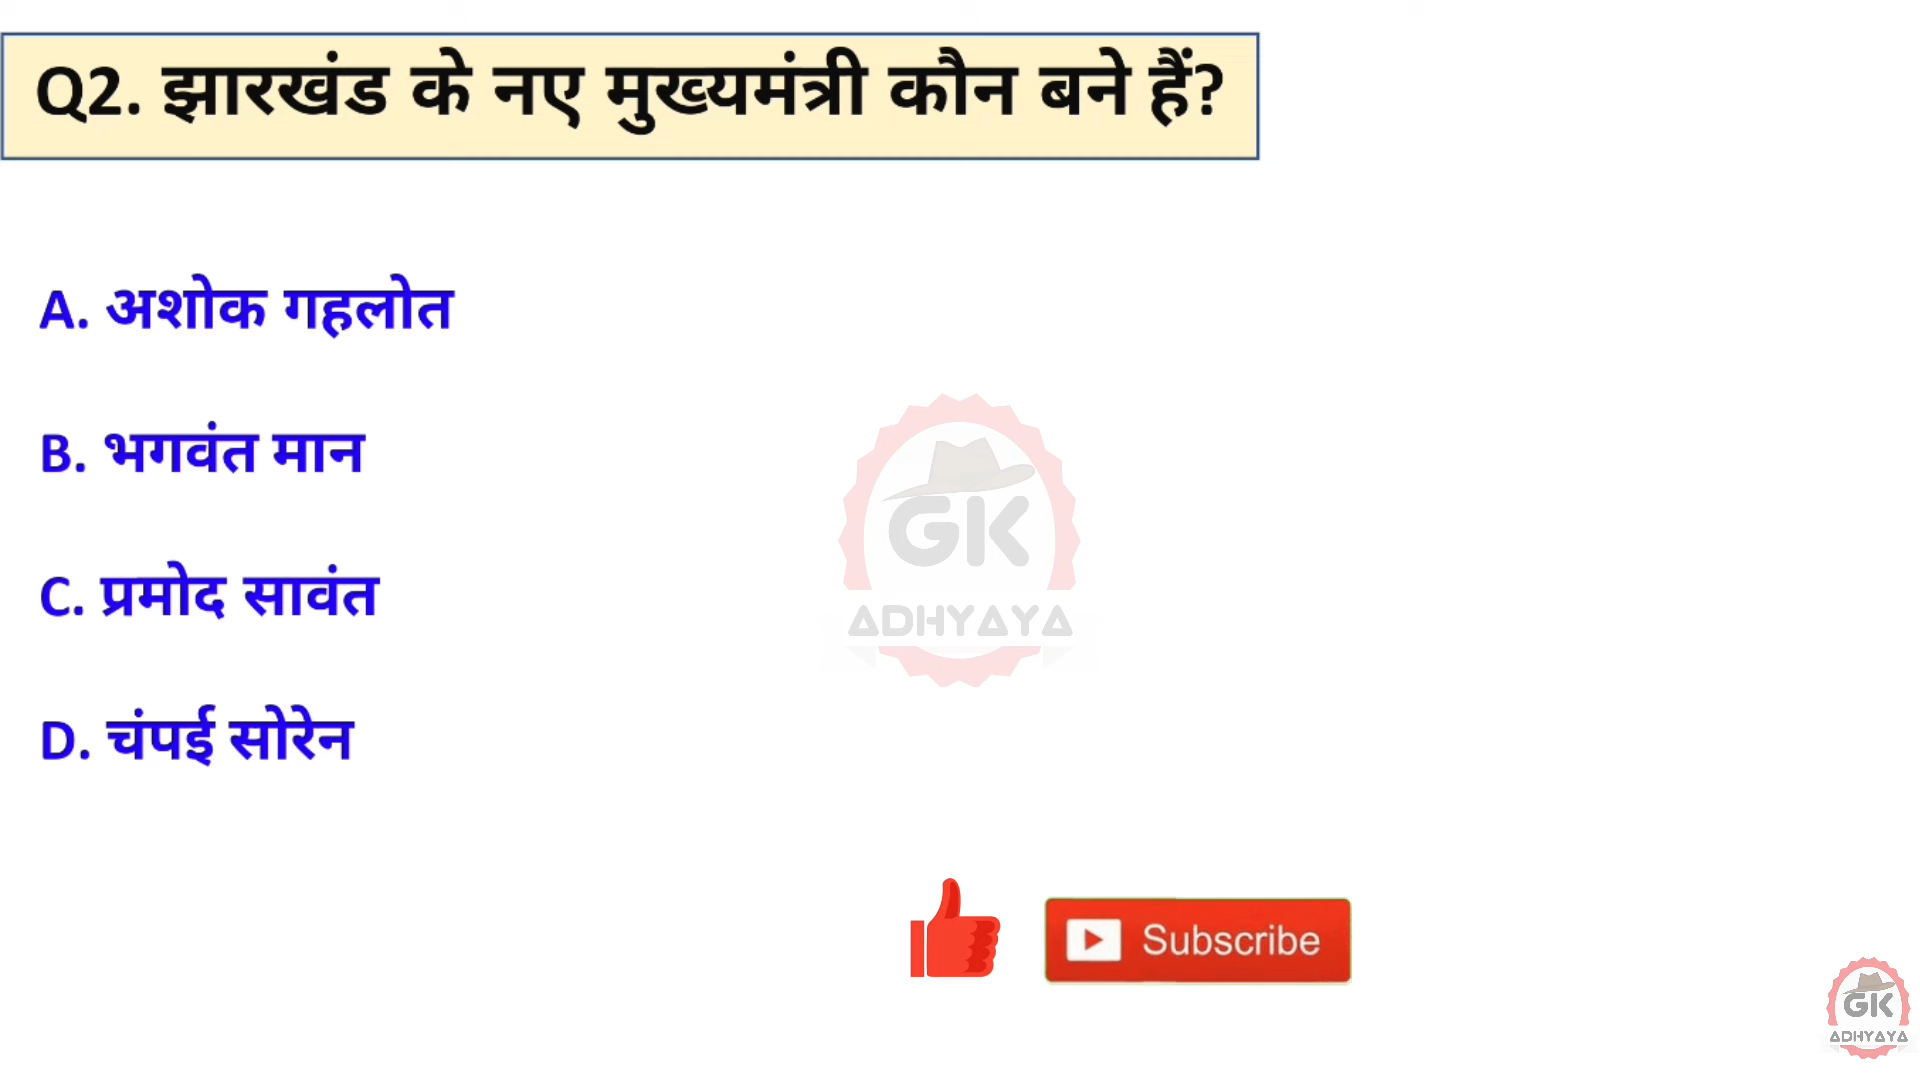 Q2. झारखंड के नए मुख्यमंत्री कौन बने हैं?
A. अशोक गहलोत
B. भगवंत मान
C. प्रमोद सावंत
D. चंपई सोरेन
GK
ADHYAYA
Subscribe
GK
ADHYAYA